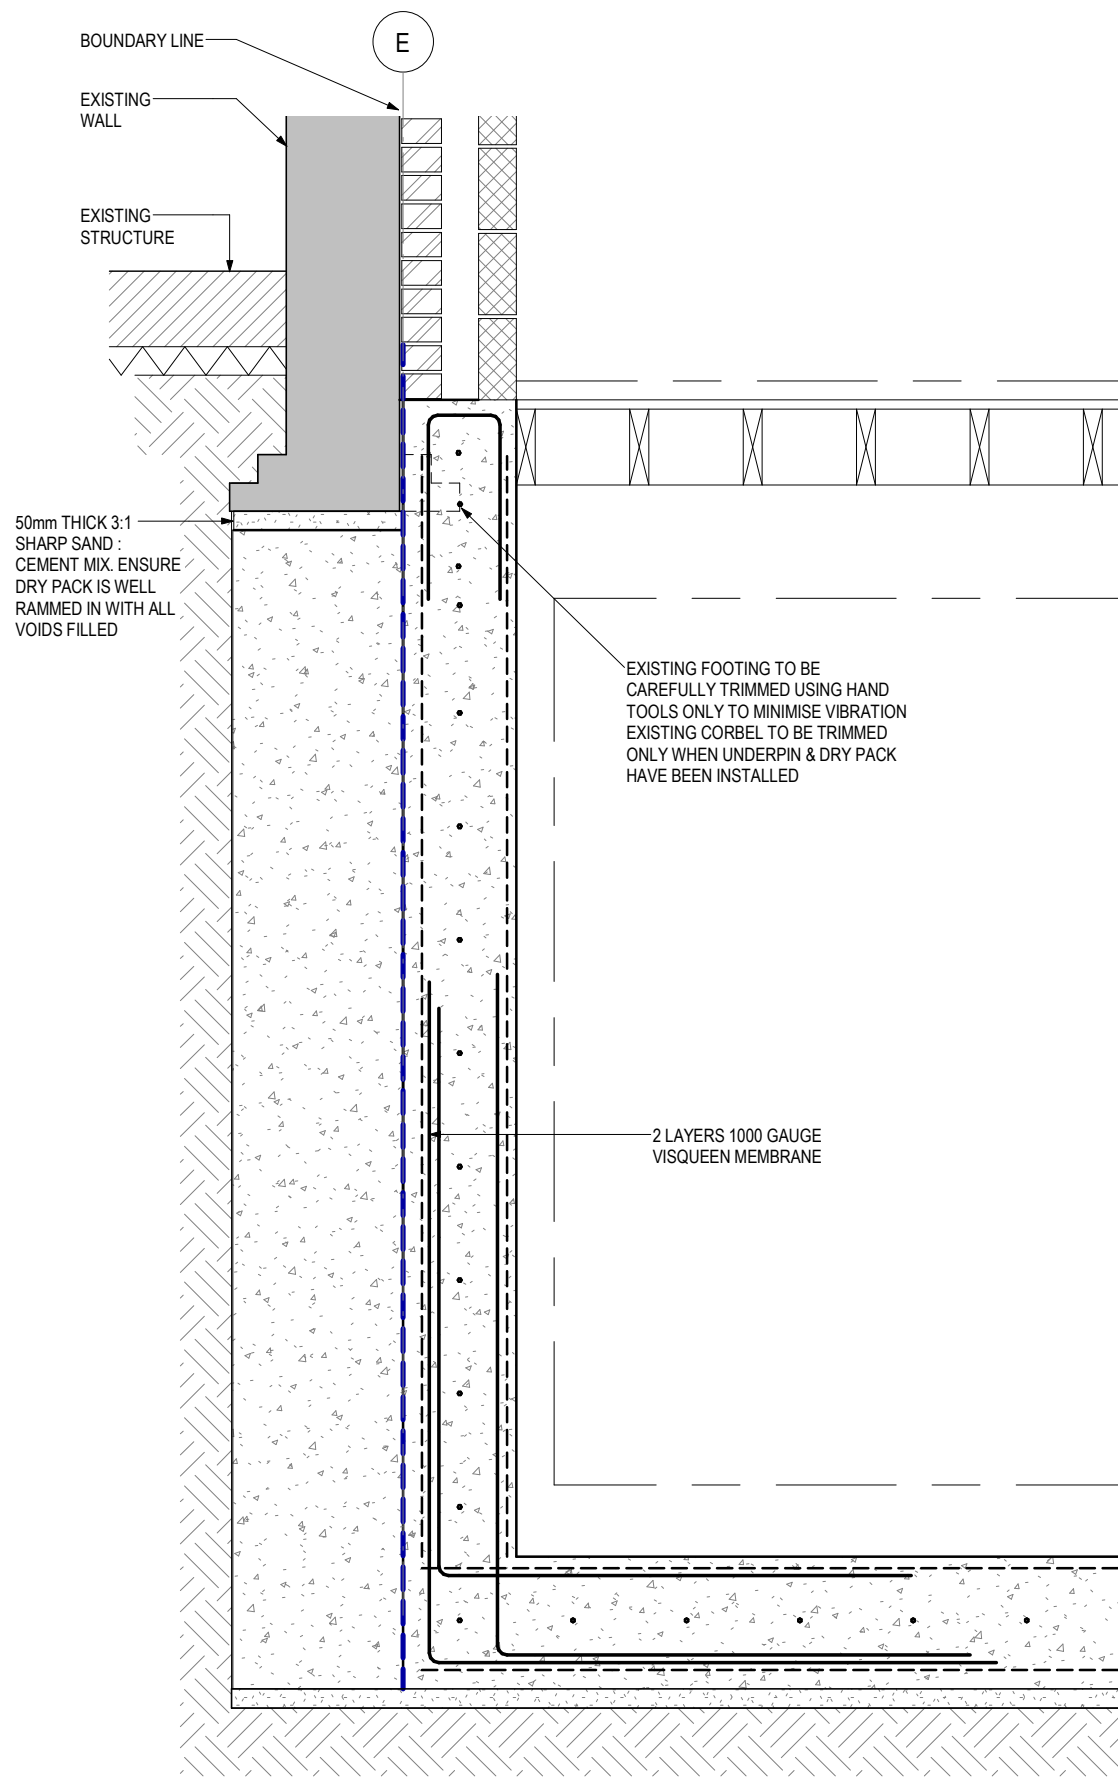 BOUNDARY LINE
E
EXISTING
WALL
EXISTING
STRUCTURE
50mm THICK 3:1
SHARP SAND :
CEMENT MIX. ENSURE
DRY PACK IS WELL
RAMMED IN WITH ALL
VOIDS FILLED
EXISTING FOOTING TO BE
CAREFULLY TRIMMED USING HAND
TOOLS ONLY TO MINIMISE VIBRATION
EXISTING CORBEL TO BE TRIMMED
ONLY WHEN UNDERPIN & DRY PACK
HAVE BEEN INSTALLED
2 LAYERS 1000 GAUGE
VISQUEEN MEMBRANE